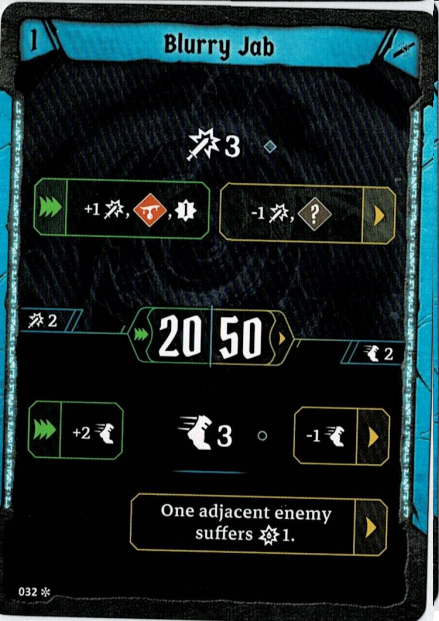 1 Blurry Jab
3
+1 , , 1 -1 , ?
2 20 50 2
+2 3 -1
One adjacent enemy
suffers 1.
032